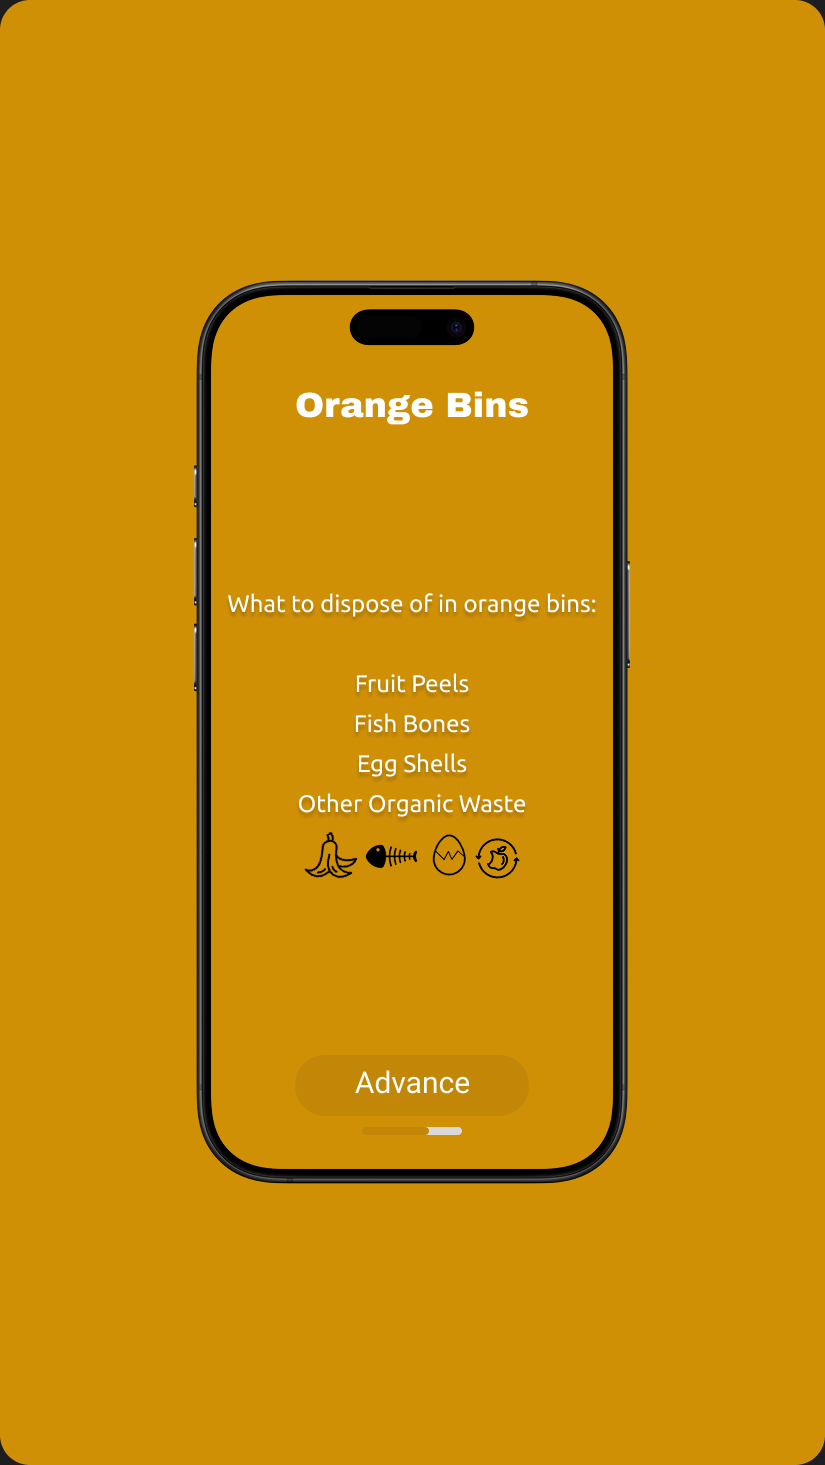 Orange Bins
What to dispose of in orange bins:
Fruit Peels
Fish Bones
Egg Shells
Other Organic Waste
Advance